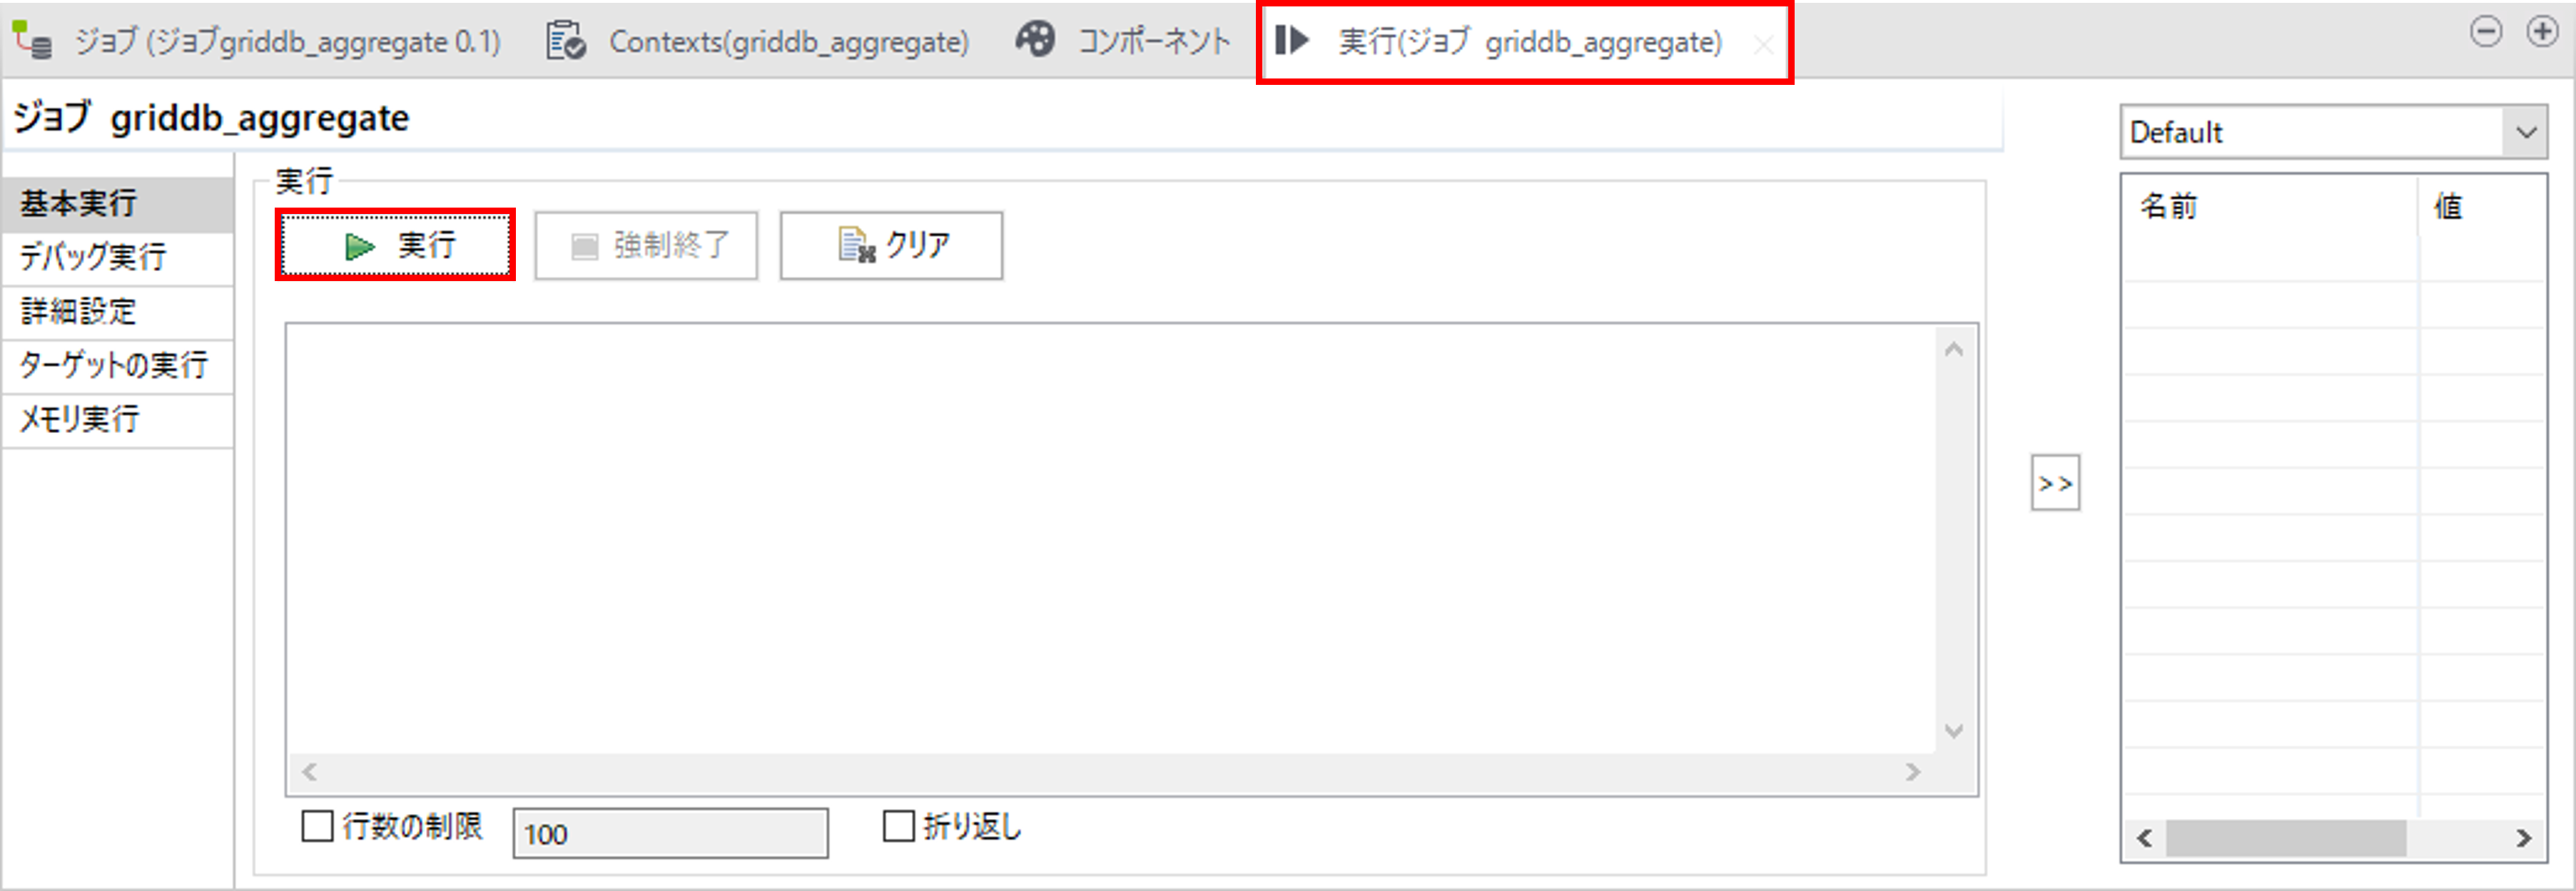 ジョブ (ジョブgriddb_aggregate 0.1)
Contexts(griddb_aggregate)
コンポーネント
実行(ジョブ griddb_aggregate)
ジョブ griddb_aggregate
Default
基本実行
デバッグ実行
詳細設定
ターゲットの実行
メモリ実行
実行
実行
強制終了
クリア
名前
値
>>
行数の制限
100
折り返し